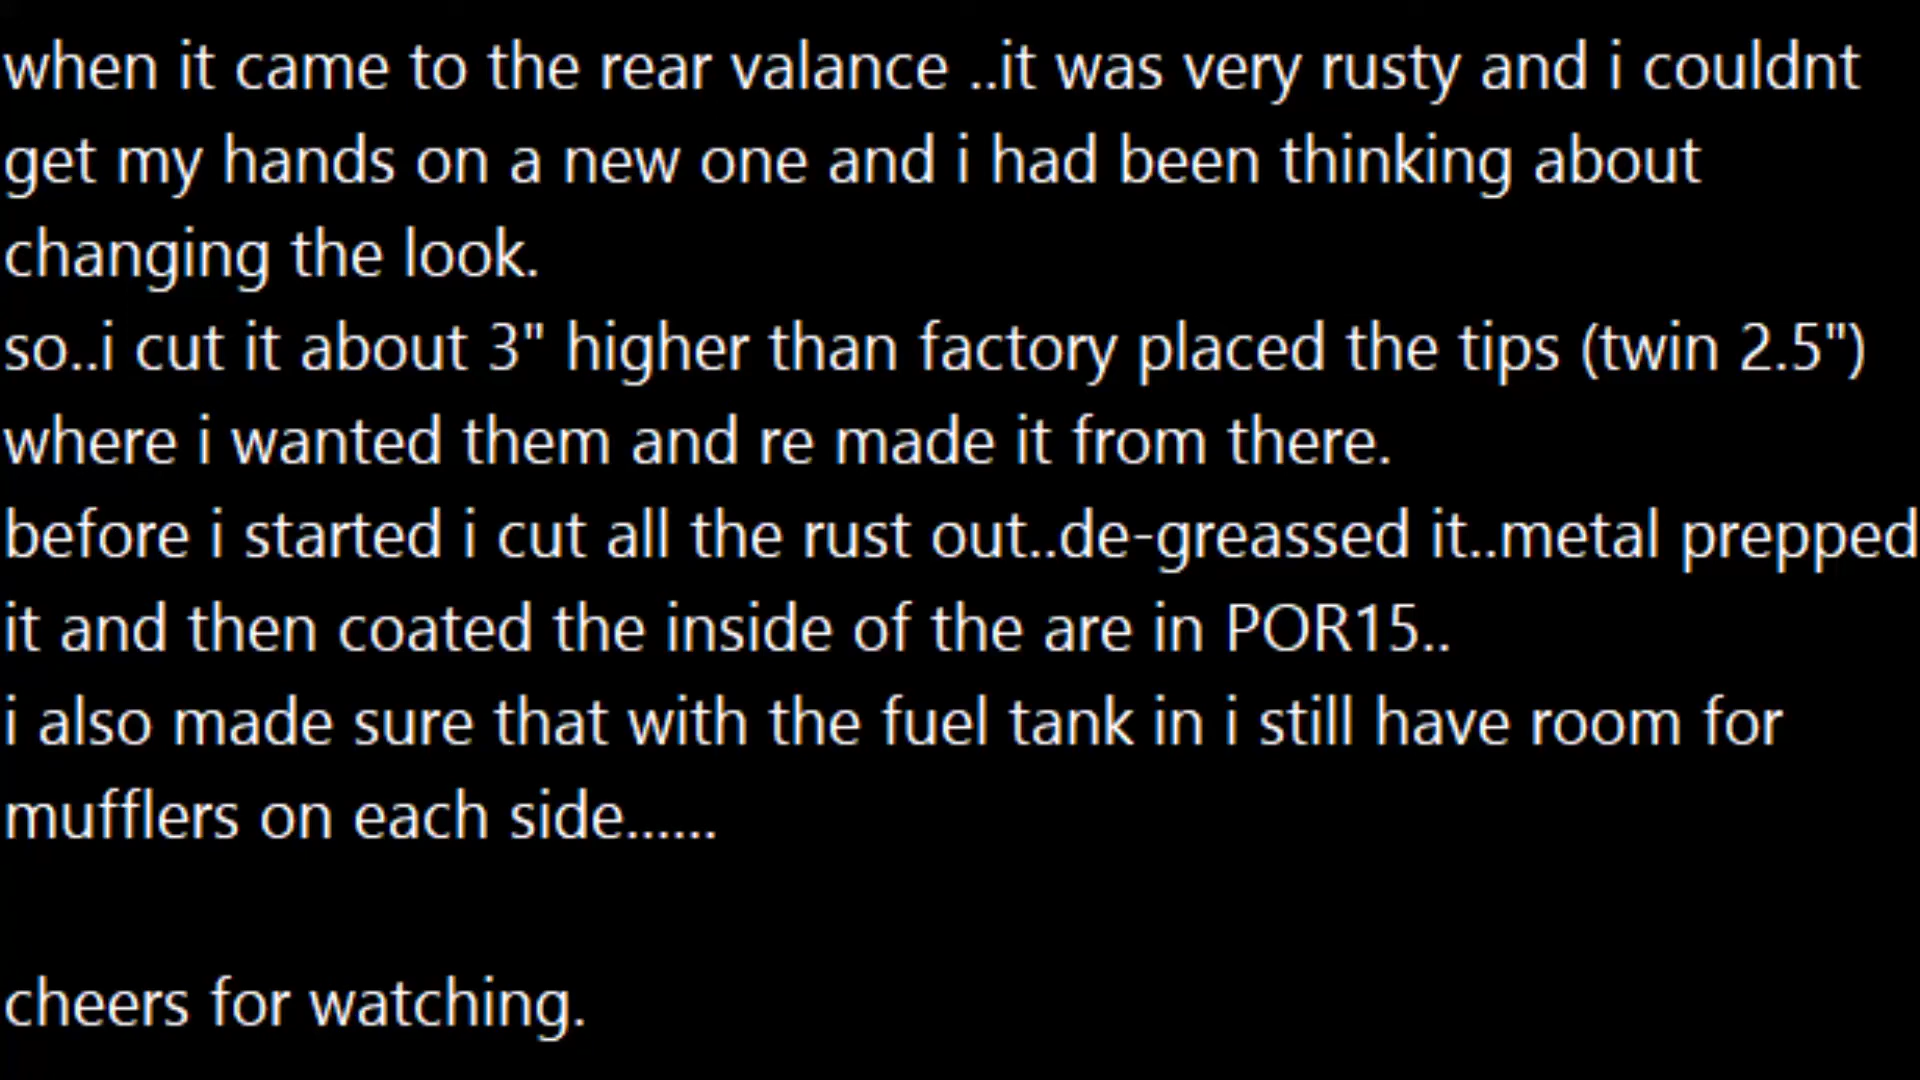 when it came to the rear valance ..it was very rusty and i couldnt
get my hands on a new one and i had been thinking about
changing the look.
so..i cut it about 3" higher than factory placed the tips (twin 2.5")
where i wanted them and re made it from there.
before i started i cut all the rust out..de-greassed it..metal prepped
it and then coated the inside of the are in POR15..
i also made sure that with the fuel tank in i still have room for
mufflers on each side......
cheers for watching.